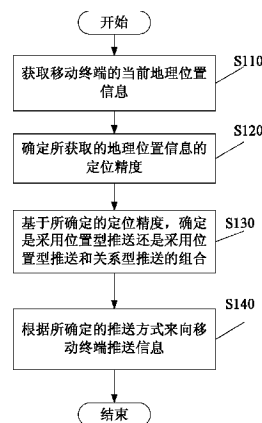 开始
获取移动终端的当前地理位置
信息
S110
确定所获取的地理位置信息的
定位精度
S120
基于所确定的定位精度，确定
是采用位置型推送还是采用位
置型推送和关系型推送的组合
S130
根据所确定的推送方式来向移
动终端推送信息
S140
结束